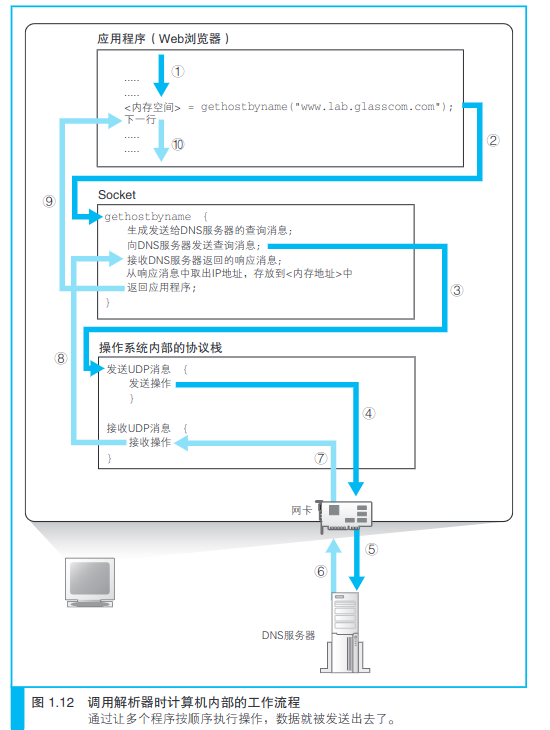 应用程序（Web浏览器）
①
.....
.....
<内存空间> = gethostbyname("www.lab.glasscom.com");
下一行
.....
.....
⑩
②
⑨
Socket
gethostbyname {
生成发送给DNS服务器的查询消息；
向DNS服务器发送查询消息；
接收DNS服务器返回的响应消息；
从响应消息中取出IP地址，存放到<内存地址>中
返回应用程序；
}
③
操作系统内部的协议栈
⑧
发送UDP消息 {
发送操作
}
④
接收UDP消息 {
接收操作
}
⑦
网卡
⑤
⑥
DNS服务器
图 1.12 调用解析器时计算机内部的工作流程
通过让多个程序按顺序执行操作，数据就被发送出去了。